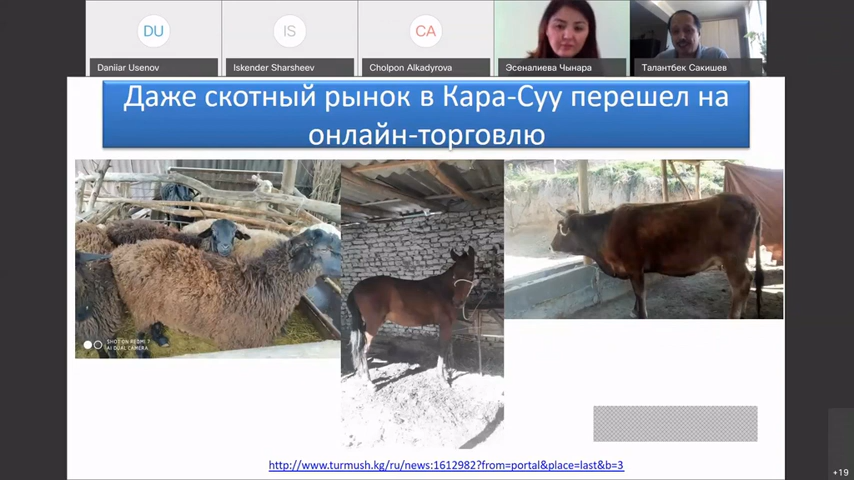 DU
IS
CA
Daniiar Usenov
Iskender Sharsheev
Cholpon Alkadyrova
Эсеналиева Чынара
Талантбек Сакишев
Даже скотный рынок в Кара-Суу перешел на
онлайн-торговлю
SHOT ON REDMI 7
AI DUAL CAMERA
http://www.turmush.kg/ru/news:1612982?from=portal&place=last&b=3
+19